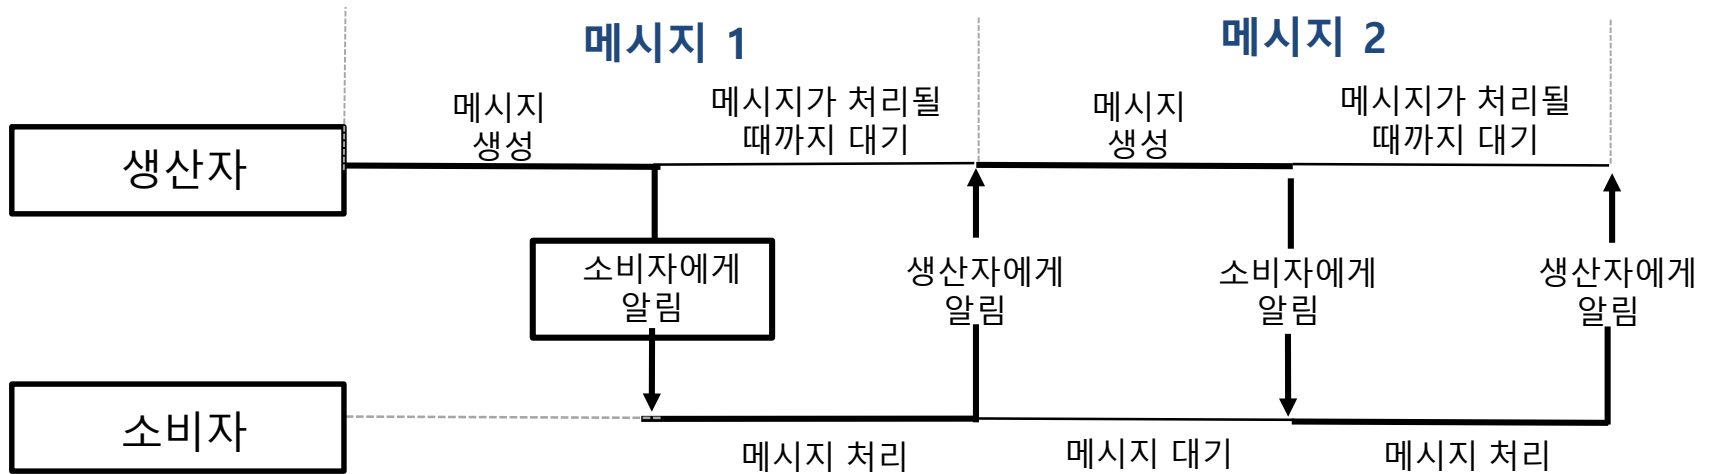 메시지 1
메시지 2
메시지
생성
메시지가 처리될
때까지 대기
메시지
생성
메시지가 처리될
때까지 대기
생산자
소비자에게
알림
생산자에게
알림
소비자에게
알림
생산자에게
알림
소비자
메시지 처리
메시지 대기
메시지 처리